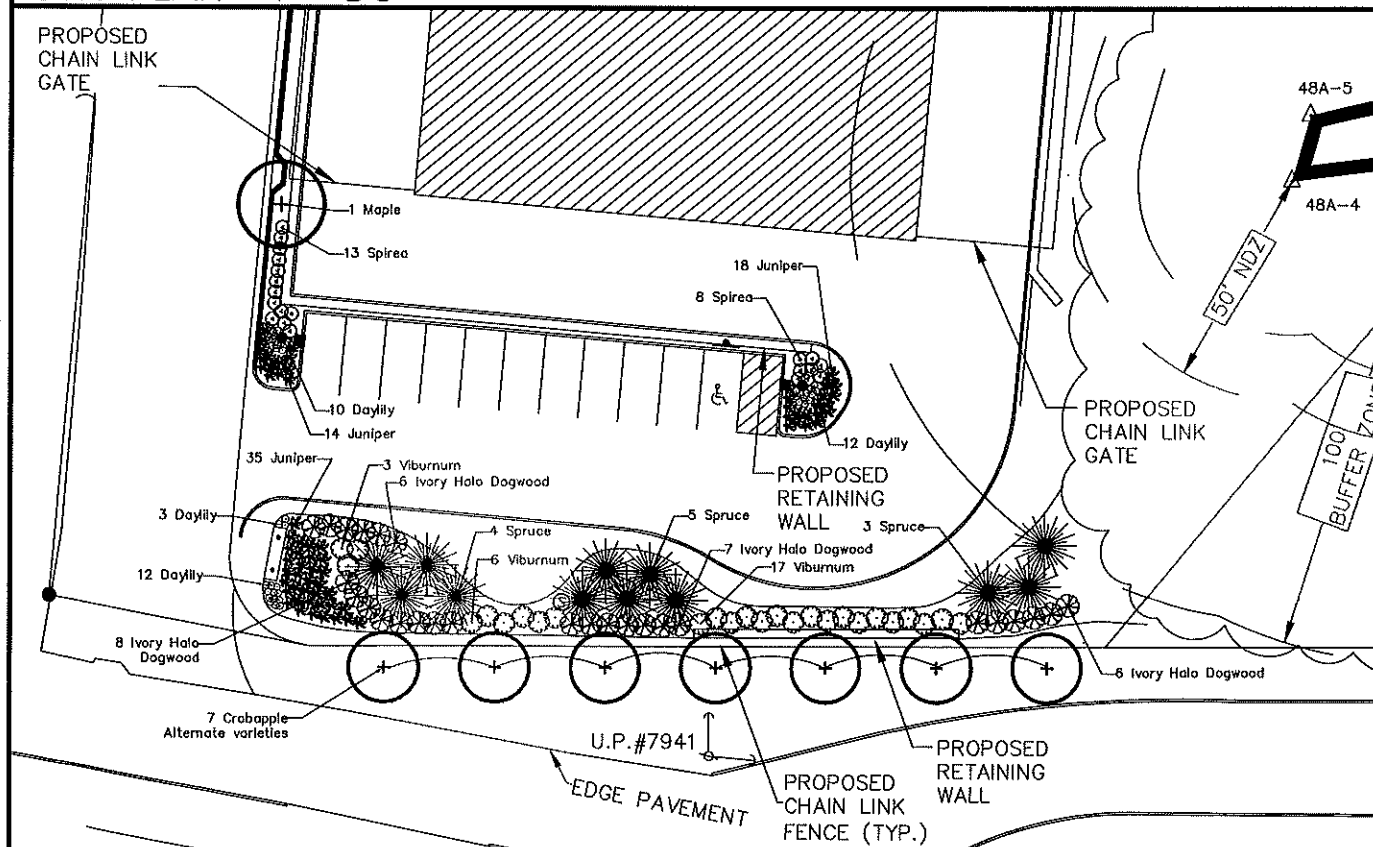 PROPOSED
CHAIN LINK
GATE
48A-5
48A-4
1 Maple
13 Spirea
18 Juniper
8 Spirea
50' NDZ
10 Daylily
14 Juniper
12 Daylily
PROPOSED
CHAIN LINK
GATE
100'
BUFFER ZONE
35 Juniper
3 Viburnum
6 Ivory Halo Dogwood
PROPOSED
RETAINING
WALL
3 Daylily
4 Spruce
5 Spruce
3 Spruce
6 Viburnum
7 Ivory Halo Dogwood
17 Viburnum
12 Daylily
8 Ivory Halo
Dogwood
6 Ivory Halo Dogwood
7 Crabapple
Alternate varieties
U.P.#7941
EDGE PAVEMENT
PROPOSED
CHAIN LINK
FENCE (TYP.)
PROPOSED
RETAINING
WALL